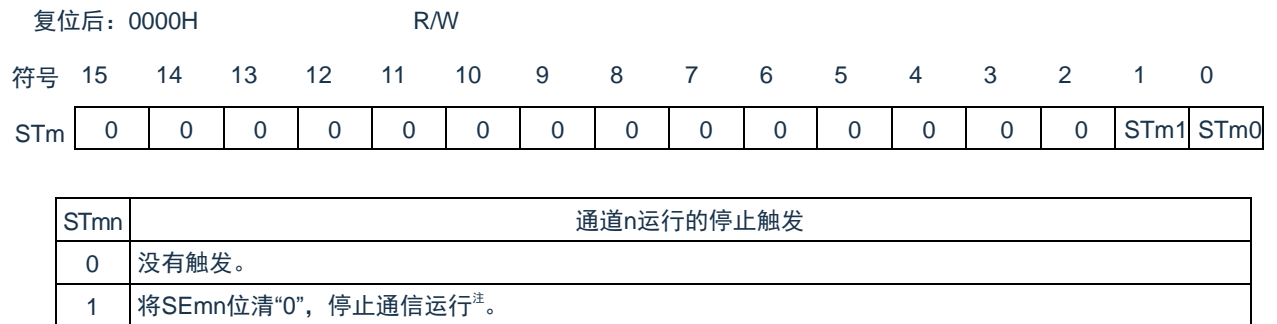 复位后：0000H R/W
符号 15 14 13 12 11 10 9 8 7 6 5 4 3 2 1 0
STm 0 0 0 0 0 0 0 0 0 0 0 0 0 0 STm1 STm0
STmn 通道n运行的停止触发
0 没有触发。
1 将SEmn位清“0”，停止通信运行注。